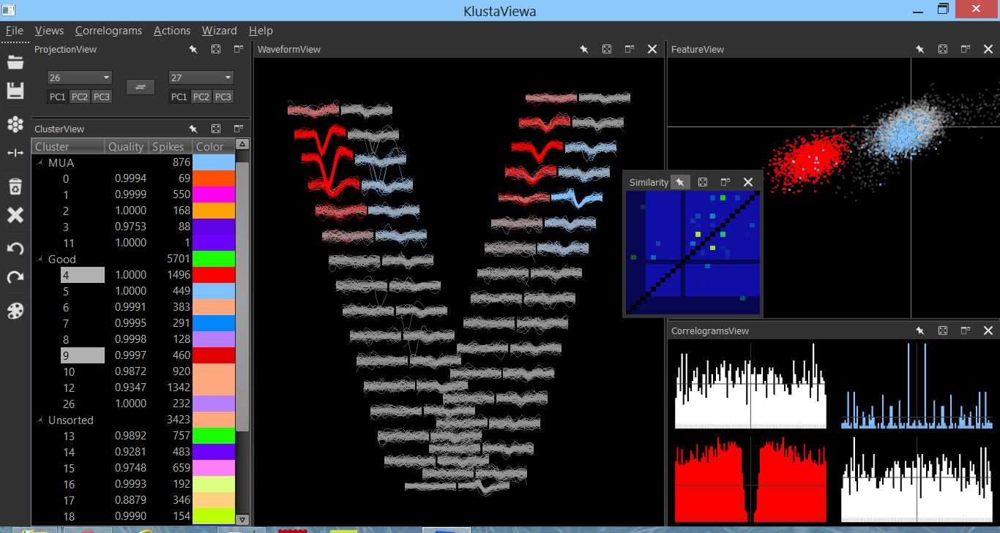 KlustaViewa
File Views Correlograms Actions Wizard Help
ProjectionView
26 27
PC1 PC2 PC3 PC1 PC2 PC3
ClusterView
Cluster Quality Spikes Color
MUA 876
0 0.9994 69
1 0.9999 550
2 1.0000 168
3 0.9753 88
11 1.0000 1
Good 5701
4 1.0000 1496
5 1.0000 449
6 0.9991 383
7 0.9995 291
8 0.9998 128
9 0.9997 460
10 0.9872 920
12 0.9347 1342
26 1.0000 232
Unsorted 3423
13 0.9892 757
14 0.9281 483
15 0.9748 659
16 0.9993 192
17 0.8879 346
18 0.9990 154
WaveformView
FeatureView
Similarity
CorrelogramsView